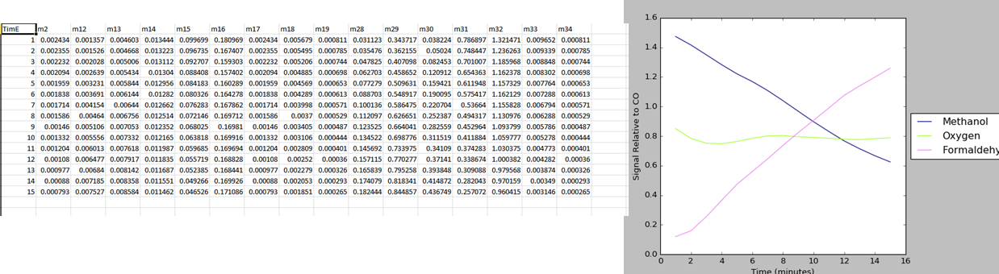 TimE m2 m12 m13 m14 m15 m16 m17 m18 m19 m28 m29 m30 m31 m32 m33 m34
1 0.002434 0.001357 0.004603 0.013444 0.099699 0.180969 0.002434 0.005679 0.000811 0.031123 0.343717 0.038224 0.786897 1.321471 0.009652 0.000811
2 0.002355 0.001526 0.004668 0.013223 0.096735 0.167407 0.002355 0.005495 0.000785 0.035476 0.362155 0.05024 0.748447 1.236263 0.009339 0.000785
3 0.002232 0.002028 0.005006 0.013112 0.092707 0.159303 0.002232 0.005206 0.000744 0.047825 0.407098 0.082453 0.701007 1.185968 0.008848 0.000744
4 0.002094 0.002639 0.005434 0.01304 0.088408 0.157402 0.002094 0.004885 0.000698 0.062703 0.458652 0.120912 0.654363 1.162378 0.008302 0.000698
5 0.001959 0.003231 0.005844 0.012956 0.084183 0.160289 0.001959 0.004569 0.000653 0.077279 0.509631 0.159421 0.611948 1.157329 0.007764 0.000653
6 0.001838 0.003691 0.006144 0.01282 0.080326 0.164278 0.001838 0.004289 0.000613 0.088703 0.548917 0.190095 0.575417 1.162129 0.007288 0.000613
7 0.001714 0.004154 0.00644 0.012662 0.076283 0.167862 0.001714 0.003998 0.000571 0.100136 0.586475 0.220704 0.53664 1.155828 0.006794 0.000571
8 0.001586 0.00464 0.006756 0.012514 0.072146 0.169712 0.001586 0.0037 0.000529 0.112097 0.626651 0.252387 0.494317 1.130976 0.006288 0.000529
9 0.00146 0.005106 0.007053 0.012352 0.068025 0.16981 0.00146 0.003405 0.000487 0.123525 0.664041 0.282559 0.452964 1.093799 0.005786 0.000487
10 0.001332 0.005556 0.007332 0.012165 0.063818 0.169916 0.001332 0.003106 0.000444 0.134522 0.698776 0.311519 0.411884 1.059777 0.005278 0.000444
11 0.001204 0.006013 0.007618 0.011987 0.059685 0.169694 0.001204 0.002809 0.000401 0.145692 0.733975 0.34109 0.374283 1.030375 0.004773 0.000401
12 0.00108 0.006477 0.007917 0.011835 0.055719 0.168828 0.00108 0.00252 0.00036 0.157115 0.770277 0.37141 0.338674 1.000382 0.004282 0.00036
13 0.000977 0.00684 0.008142 0.011687 0.052385 0.168441 0.000977 0.002279 0.000326 0.165839 0.795258 0.393848 0.309088 0.979568 0.003874 0.000326
14 0.00088 0.007185 0.008358 0.011551 0.049266 0.169926 0.00088 0.002053 0.000293 0.174079 0.818341 0.414872 0.282043 0.970159 0.00349 0.000293
15 0.000793 0.007527 0.008584 0.011462 0.046526 0.171086 0.000793 0.001851 0.000265 0.182444 0.844857 0.436749 0.257072 0.960415 0.003146 0.000265
Signal Relative to CO
1.6
1.4
1.2
1.0
0.8
0.6
0.4
0.2
0.0
0 2 4 6 8 10 12 14 16
Time (minutes)
Methanol
Oxygen
Formaldehy